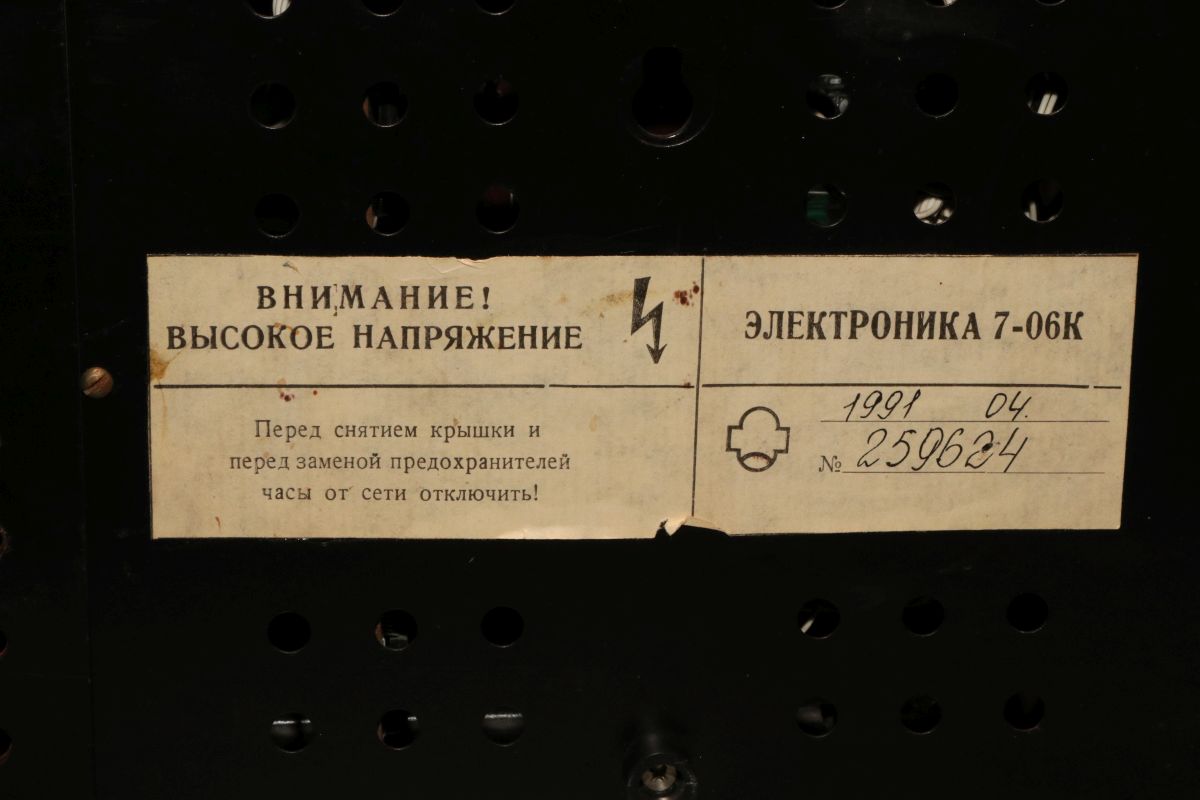 ВНИМАНИЕ!
ВЫСОКОЕ НАПРЯЖЕНИЕ
Перед снятием крышки и
перед заменой предохранителей
часы от сети отключить!
ЭЛЕКТРОНИКА 7-06К
1991 04.
№ 259624